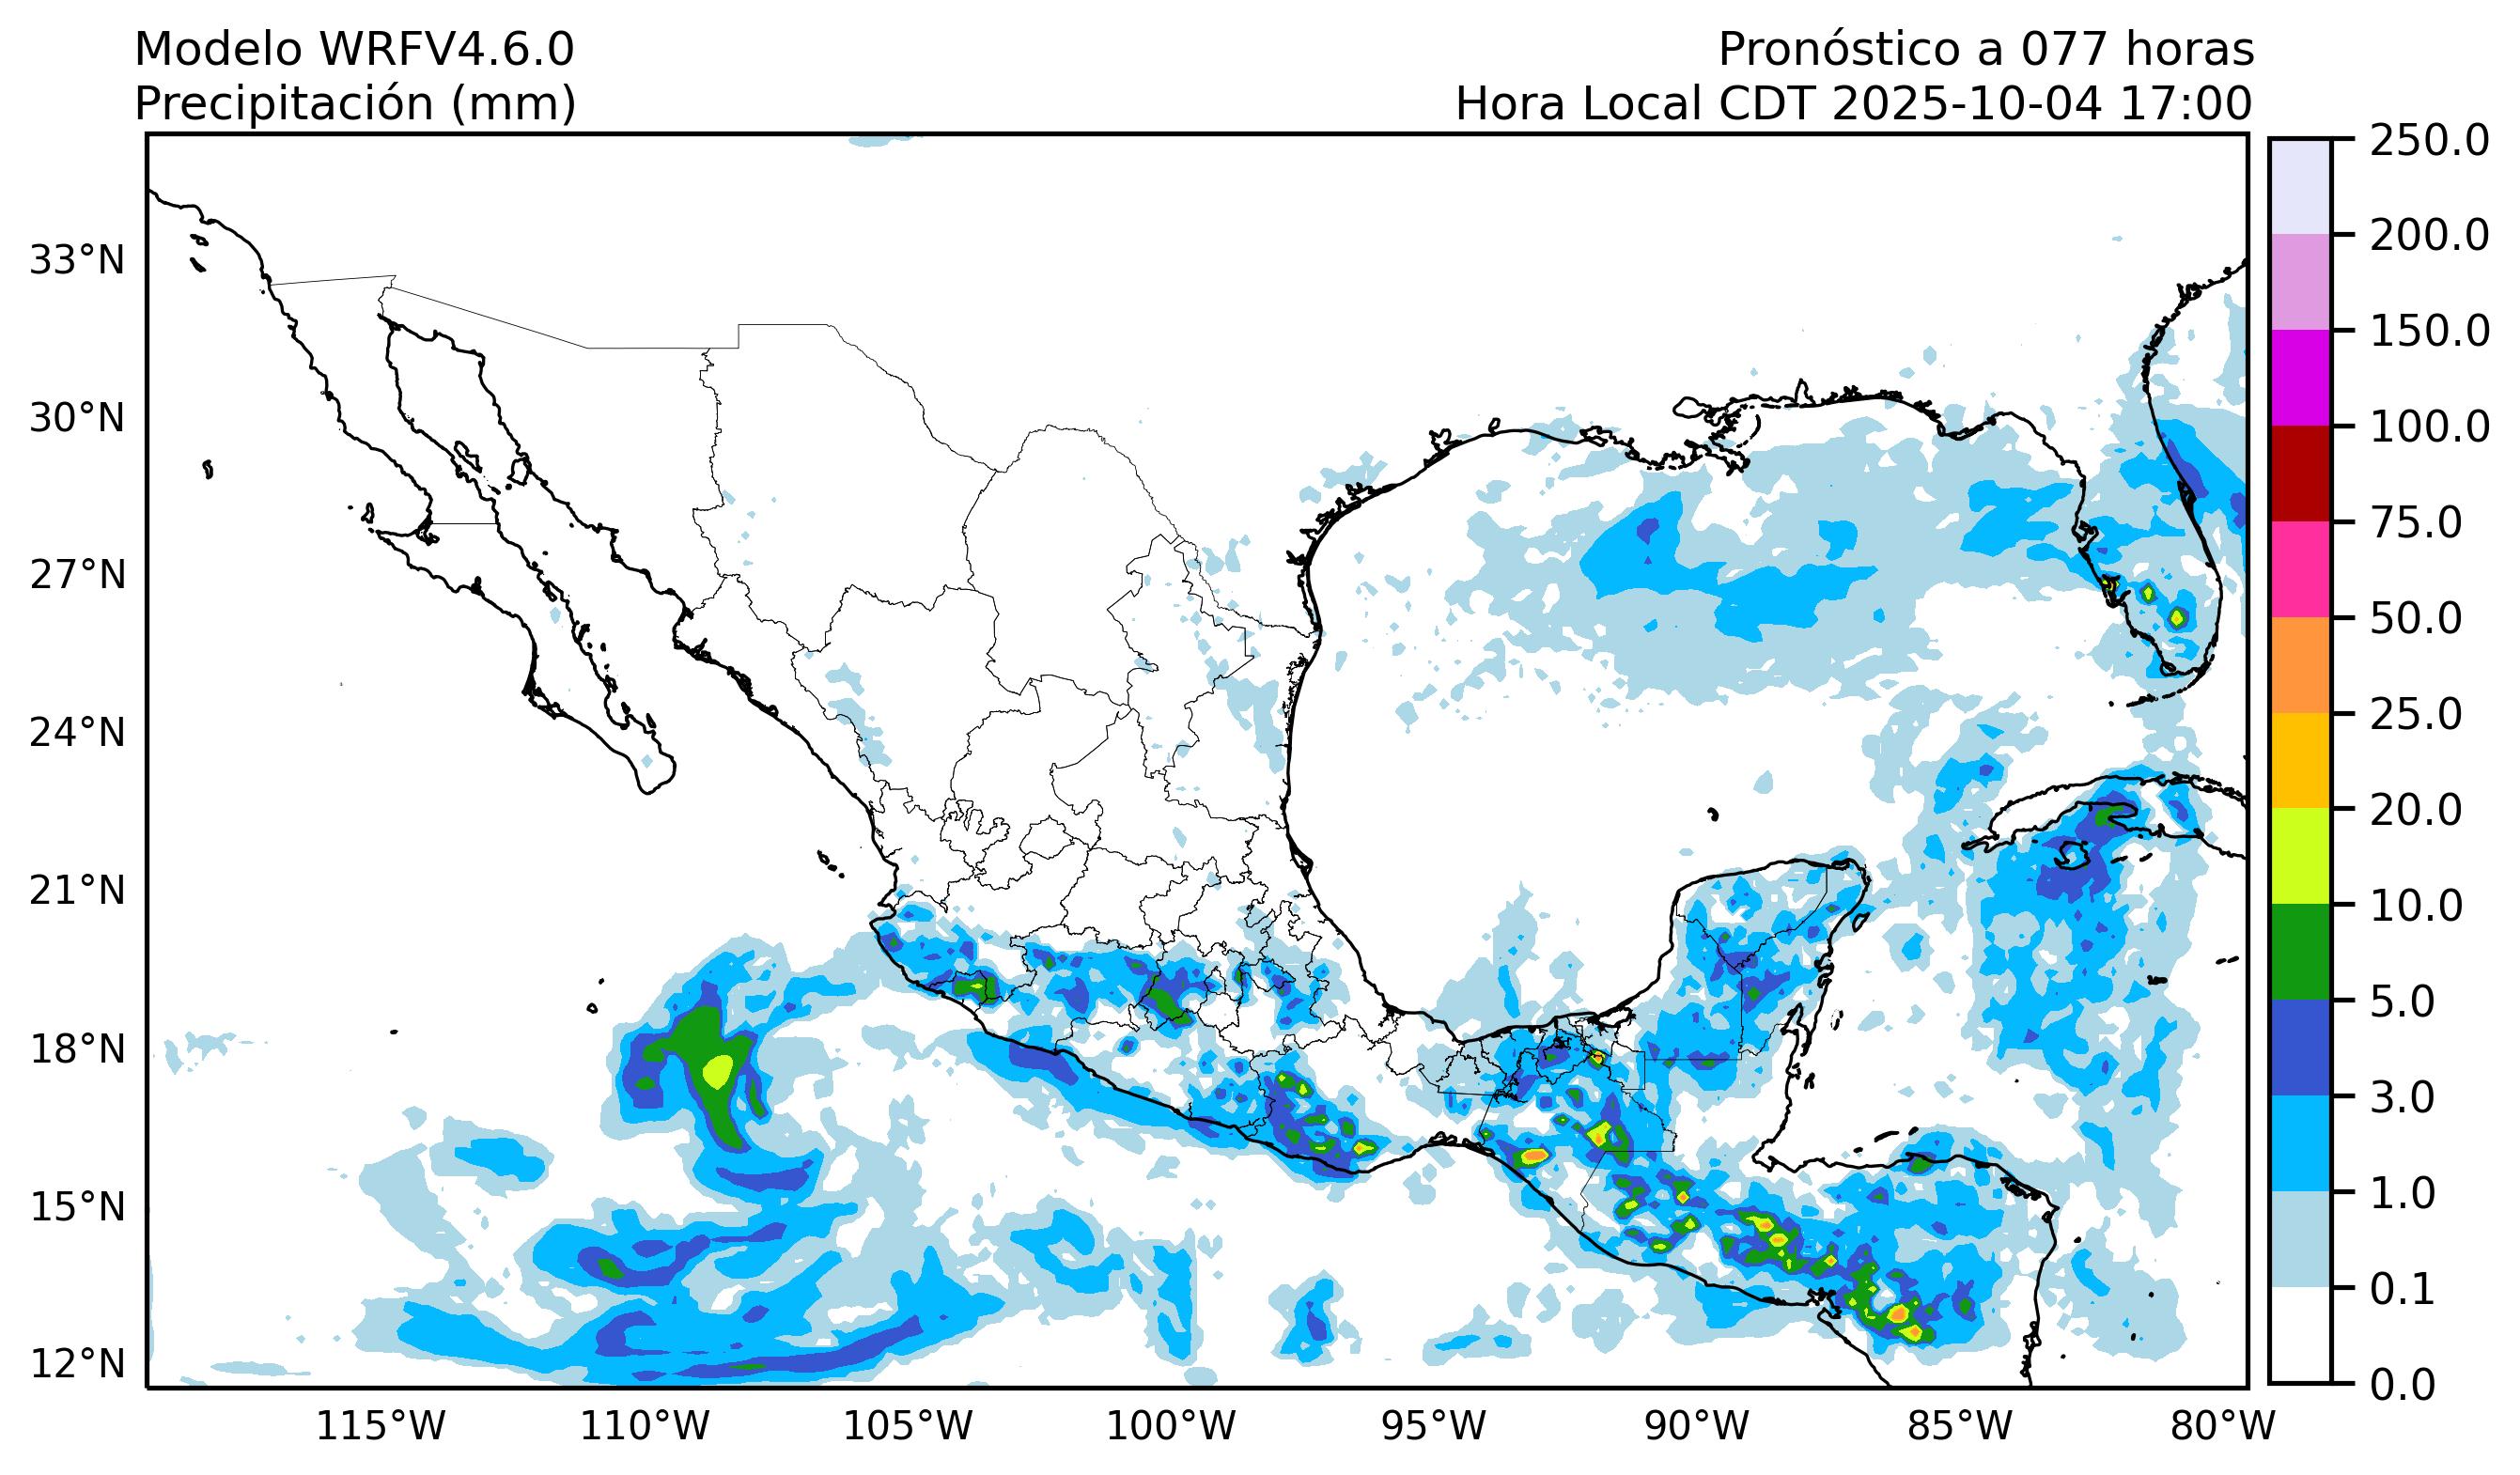 Modelo WRFV4.6.0
Precipitación (mm)
Pronóstico a 077 horas
Hora Local CDT 2025-10-04 17:00
33°N
30°N
27°N
24°N
21°N
18°N
15°N
12°N
115°W
110°W
105°W
100°W
95°W
90°W
85°W
80°W
250.0
200.0
150.0
100.0
75.0
50.0
25.0
20.0
10.0
5.0
3.0
1.0
0.1
0.0